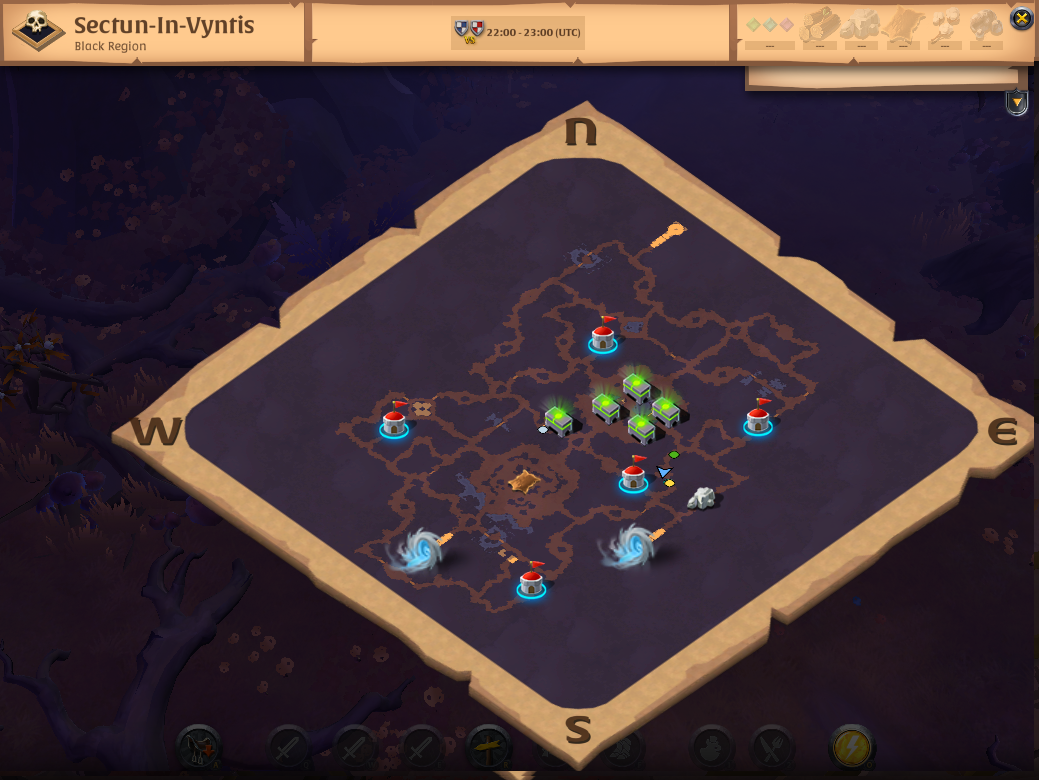 Sectun-In-Vyntis
Black Region
22:00 - 23:00 (UTC)
--- --- --- --- --- ---
N
W
E
S